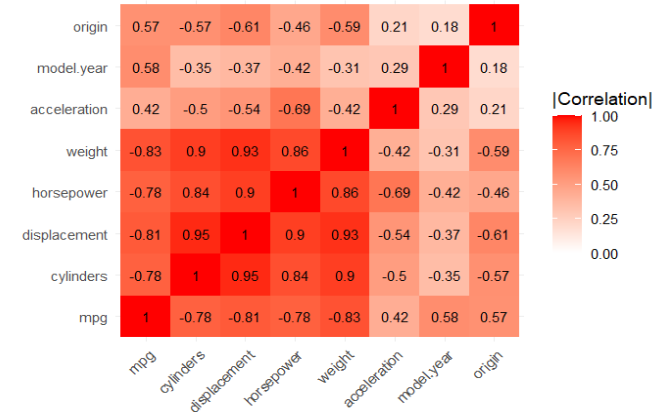 origin 0.57 -0.57 -0.61 -0.46 -0.59 0.21 0.18 1
model.year 0.58 -0.35 -0.37 -0.42 -0.31 0.29 1 0.18
acceleration 0.42 -0.5 -0.54 -0.69 -0.42 1 0.29 0.21
weight -0.83 0.9 0.93 0.86 1 -0.42 -0.31 -0.59
horsepower -0.78 0.84 0.9 1 0.86 -0.69 -0.42 -0.46
displacement -0.81 0.95 1 0.9 0.93 -0.54 -0.37 -0.61
cylinders -0.78 1 0.95 0.84 0.9 -0.5 -0.35 -0.57
mpg 1 -0.78 -0.81 -0.78 -0.83 0.42 0.58 0.57
mpg cylinders displacement horsepower weight acceleration model.year origin
|Correlation|
1.00
0.75
0.50
0.25
0.00